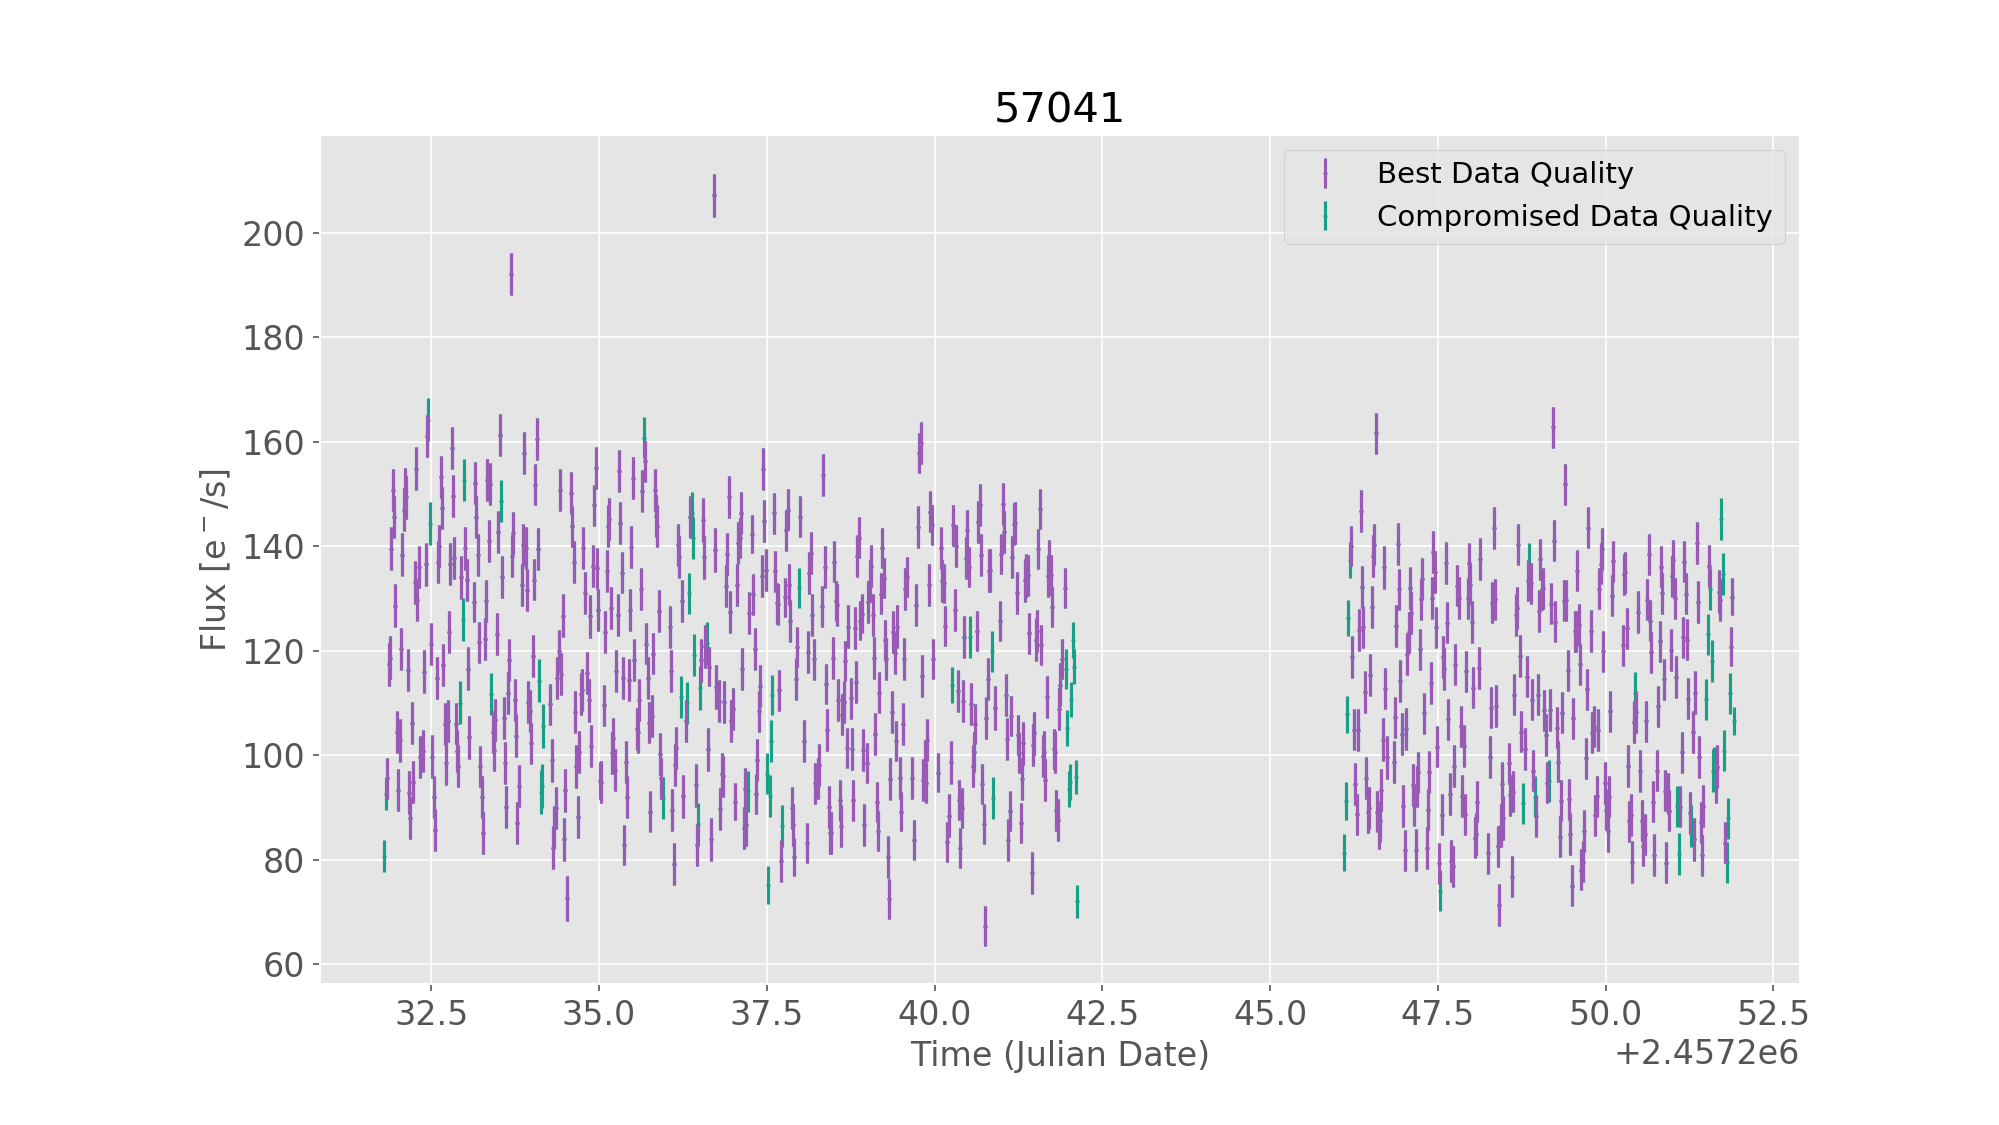 57041
Best Data Quality
Compromised Data Quality
Flux [e⁻/s]
200
180
160
140
120
100
80
60
32.5 35.0 37.5 40.0 42.5 45.0 47.5 50.0 52.5
Time (Julian Date)
+2.4572e6